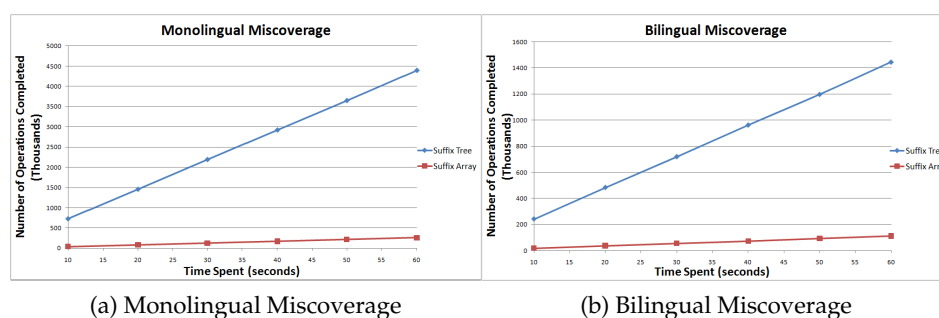 Monolingual Miscoverage
Number of Operations Completed
(Thousands)
5000
4500
4000
3500
3000
2500
2000
1500
1000
500
0
10 15 20 25 30 35 40 45 50 55 60
Time Spent (seconds)
Suffix Tree
Suffix Array
(a) Monolingual Miscoverage
Bilingual Miscoverage
Number of Operations Completed
(Thousands)
1600
1400
1200
1000
800
600
400
200
0
10 15 20 25 30 35 40 45 50 55 60
Time Spent (seconds)
Suffix Tre
Suffix Arr
(b) Bilingual Miscoverage